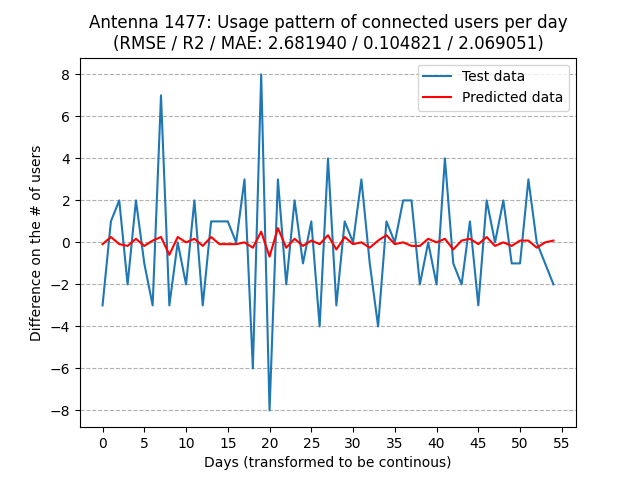 Antenna 1477: Usage pattern of connected users per day
(RMSE / R2 / MAE: 2.681940 / 0.104821 / 2.069051)
Test data
Predicted data
Difference on the # of users
8
6
4
2
0
−2
−4
−6
−8
0 5 10 15 20 25 30 35 40 45 50 55
Days (transformed to be continous)